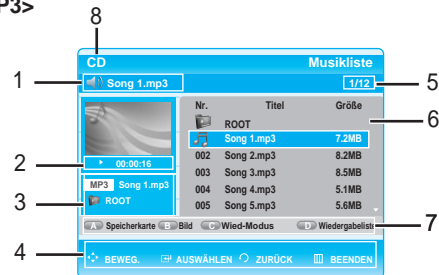 P3>
8
CD Musikliste
1 Song 1.mp3 1/12 5
Nr. Titel Größe
ROOT 6
Song 1.mp3 7.2MB
2 00:00:16 002 Song 2.mp3 8.2MB
003 Song 3.mp3 8.5MB
MP3 Song 1.mp3 004 Song 4.mp3 5.1MB
3 ROOT 005 Song 5.mp3 5.6MB
A Speicherkarte B Bild C Wied-Modus D Wiedergabeliste 7
4 BEWEG. AUSWÄHLEN ZURÜCK BEENDEN